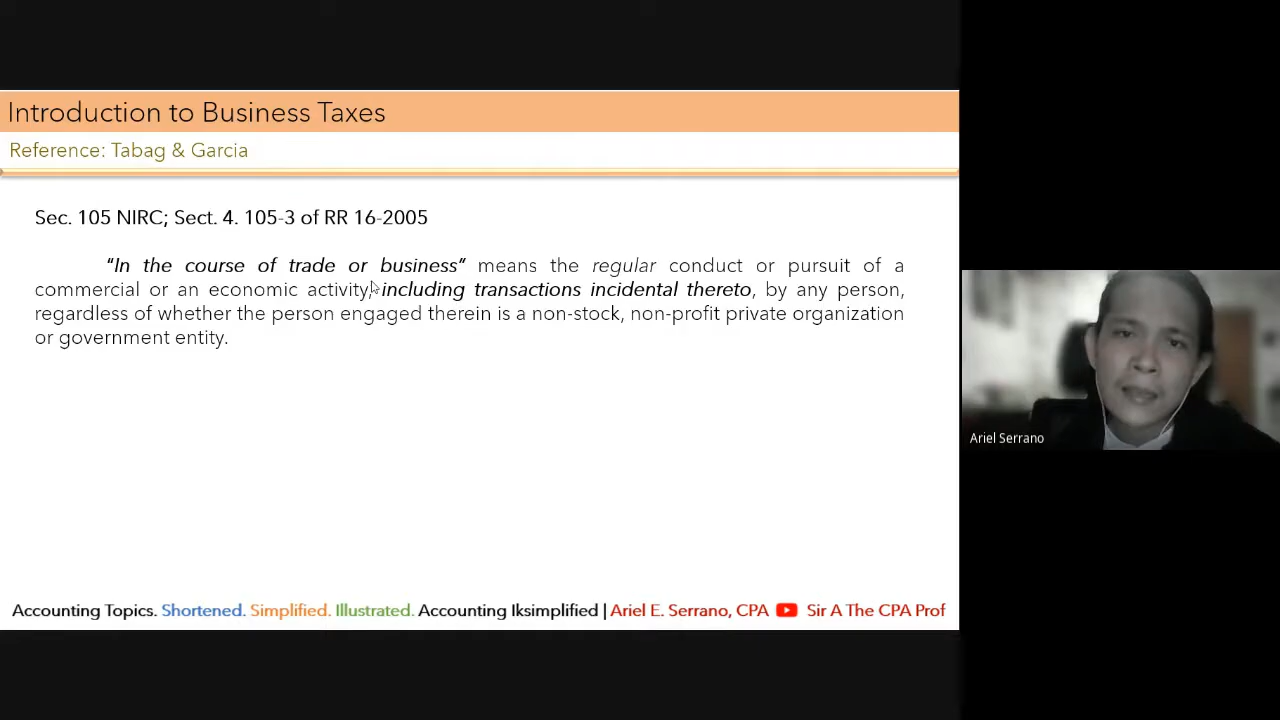 Introduction to Business Taxes
Reference: Tabag & Garcia
Sec. 105 NIRC; Sect. 4. 105-3 of RR 16-2005
“In the course of trade or business” means the regular conduct or pursuit of a
commercial or an economic activity, including transactions incidental thereto, by any person,
regardless of whether the person engaged therein is a non-stock, non-profit private organization
or government entity.
Ariel Serrano
Accounting Topics. Shortened. Simplified. Illustrated. Accounting Iksimplified | Ariel E. Serrano, CPA Sir A The CPA Prof